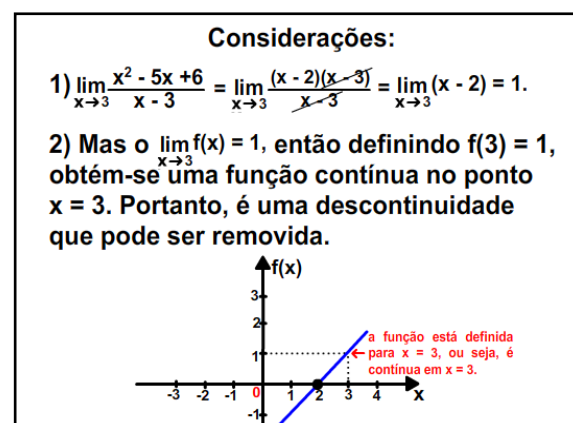 Considerações:
1) lim x→3 x² - 5x +6 / x - 3 = lim x→3 (x - 2)(x - 3) / x - 3 = lim x→3 (x - 2) = 1.
2) Mas o lim x→3 f(x) = 1, então definindo f(3) = 1,
obtém-se uma função contínua no ponto
x = 3. Portanto, é uma descontinuidade
que pode ser removida.
f(x)
3
2
a função está definida
1 para x = 3, ou seja, é
contínua em x = 3.
-3 -2 -1 0 1 2 3 4 x
-1